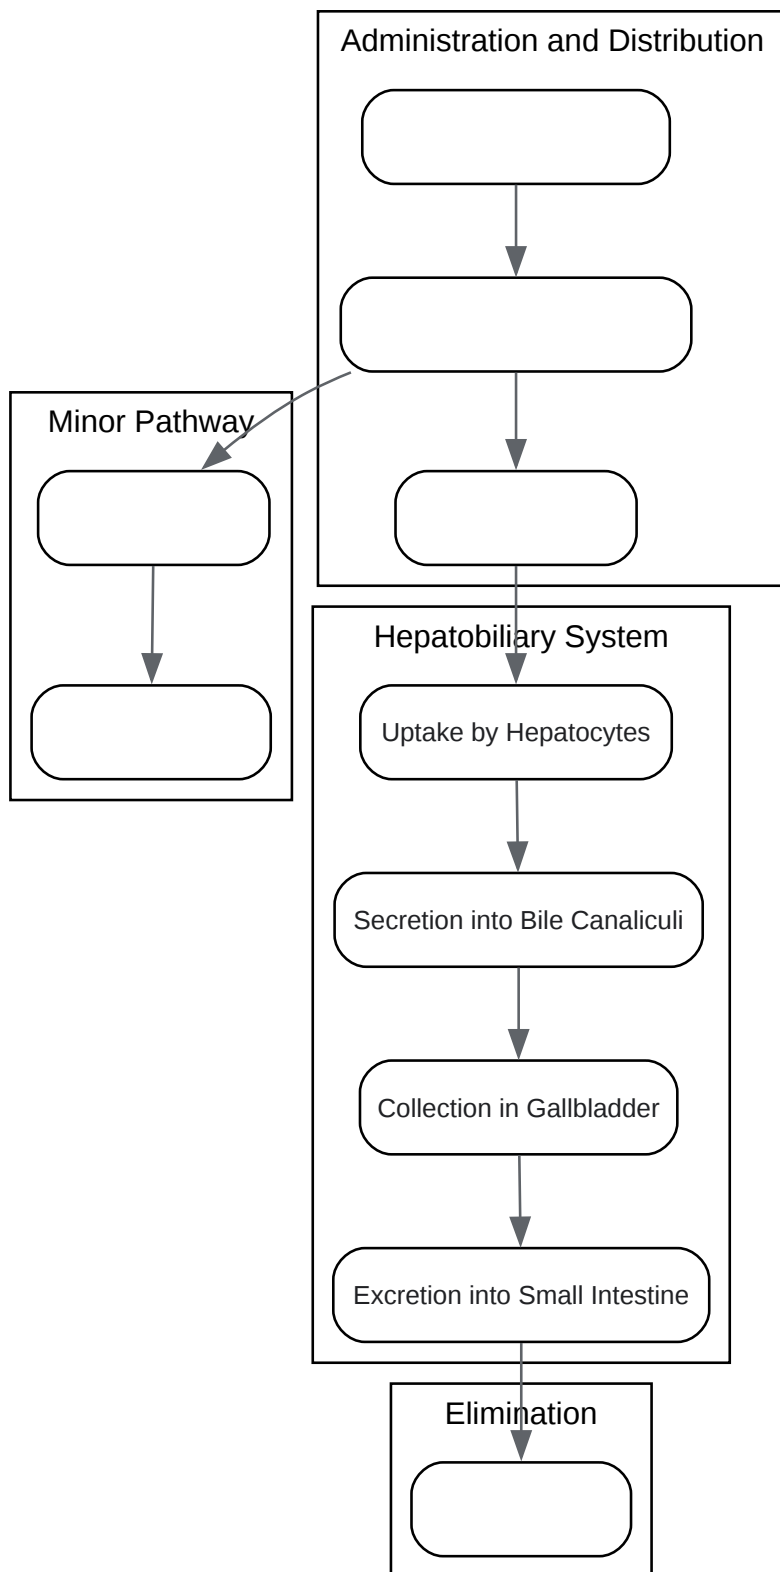 Administration and Distribution
Minor Pathway
Hepatobiliary System
Uptake by Hepatocytes
Secretion into Bile Canaliculi
Collection in Gallbladder
Excretion into Small Intestine
Elimination